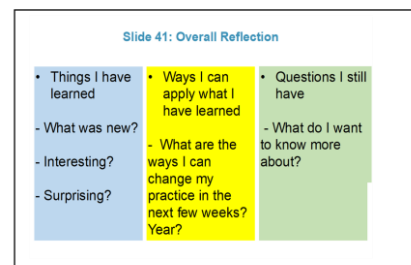 Slide 41: Overall Reflection
• Things I have
learned
- What was new?
- Interesting?
- Surprising?
• Ways I can
apply what I
have learned
- What are the
ways I can
change my
practice in the
next few weeks?
Year?
• Questions I still
have
- What do I want
to know more
about?